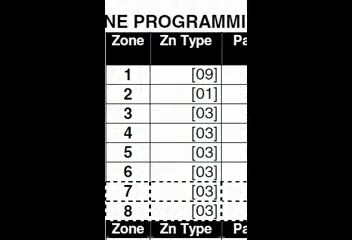 NE PROGRAMMI
Zone Zn Type Pa
1 [09]
2 [01]
3 [03]
4 [03]
5 [03]
6 [03]
7 [03]
8 [03]
Zone Zn Type Pa